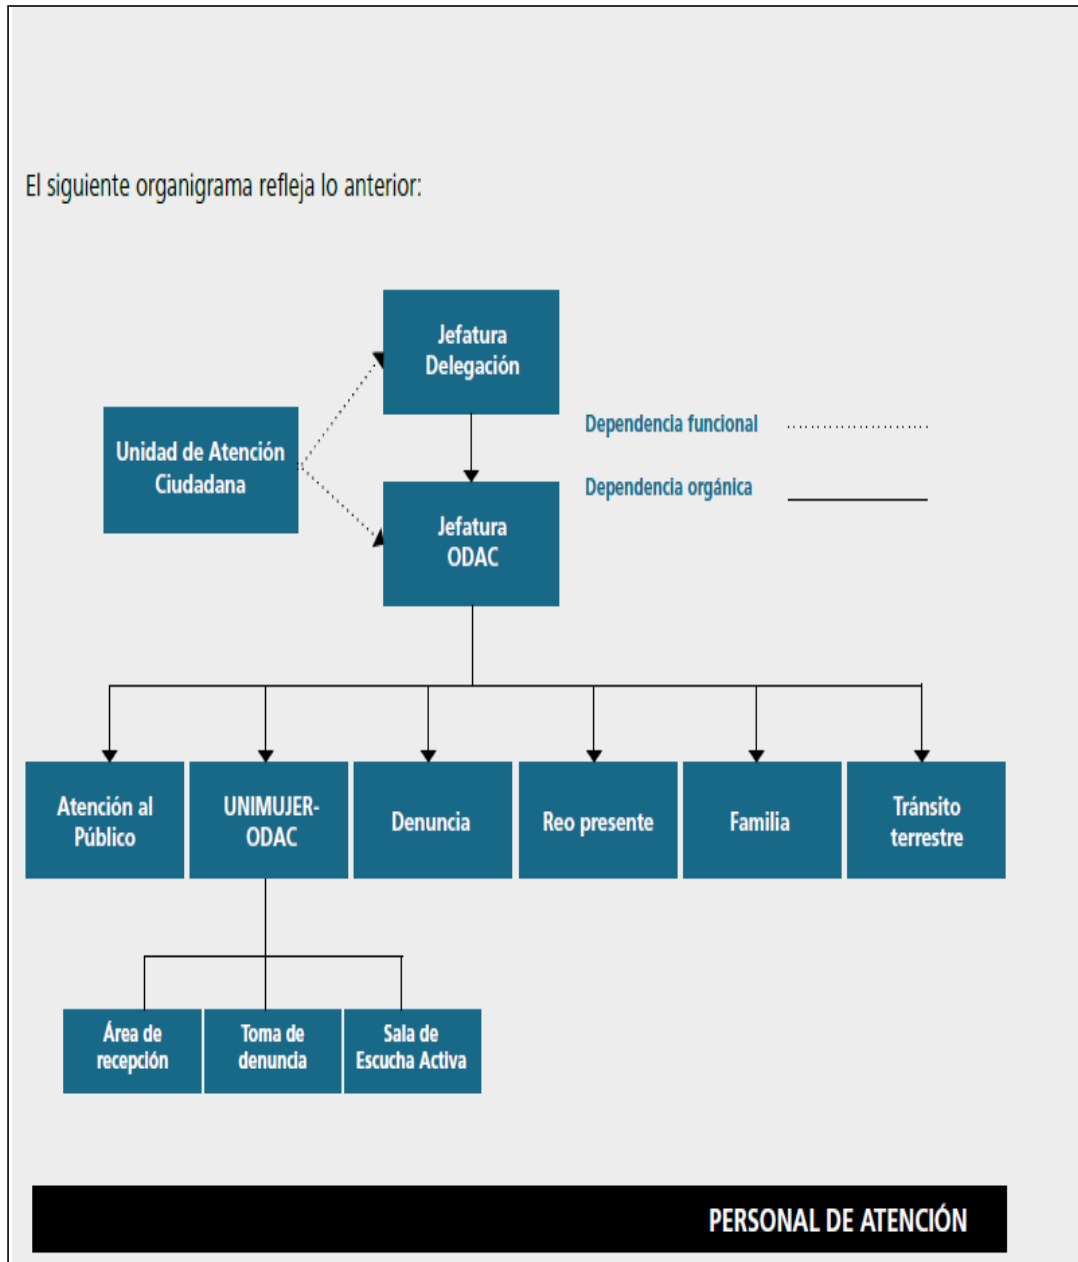 El siguiente organigrama refleja lo anterior:
Jefatura
Delegación
Unidad de Atención
Ciudadana
Dependencia funcional
Dependencia orgánica
Jefatura
ODAC
Atención al
Público
UNIMUJER-
ODAC
Denuncia
Reo presente
Familia
Tránsito
terrestre
Área de
recepción
Toma de
denuncia
Sala de
Escucha Activa
PERSONAL DE ATENCIÓN